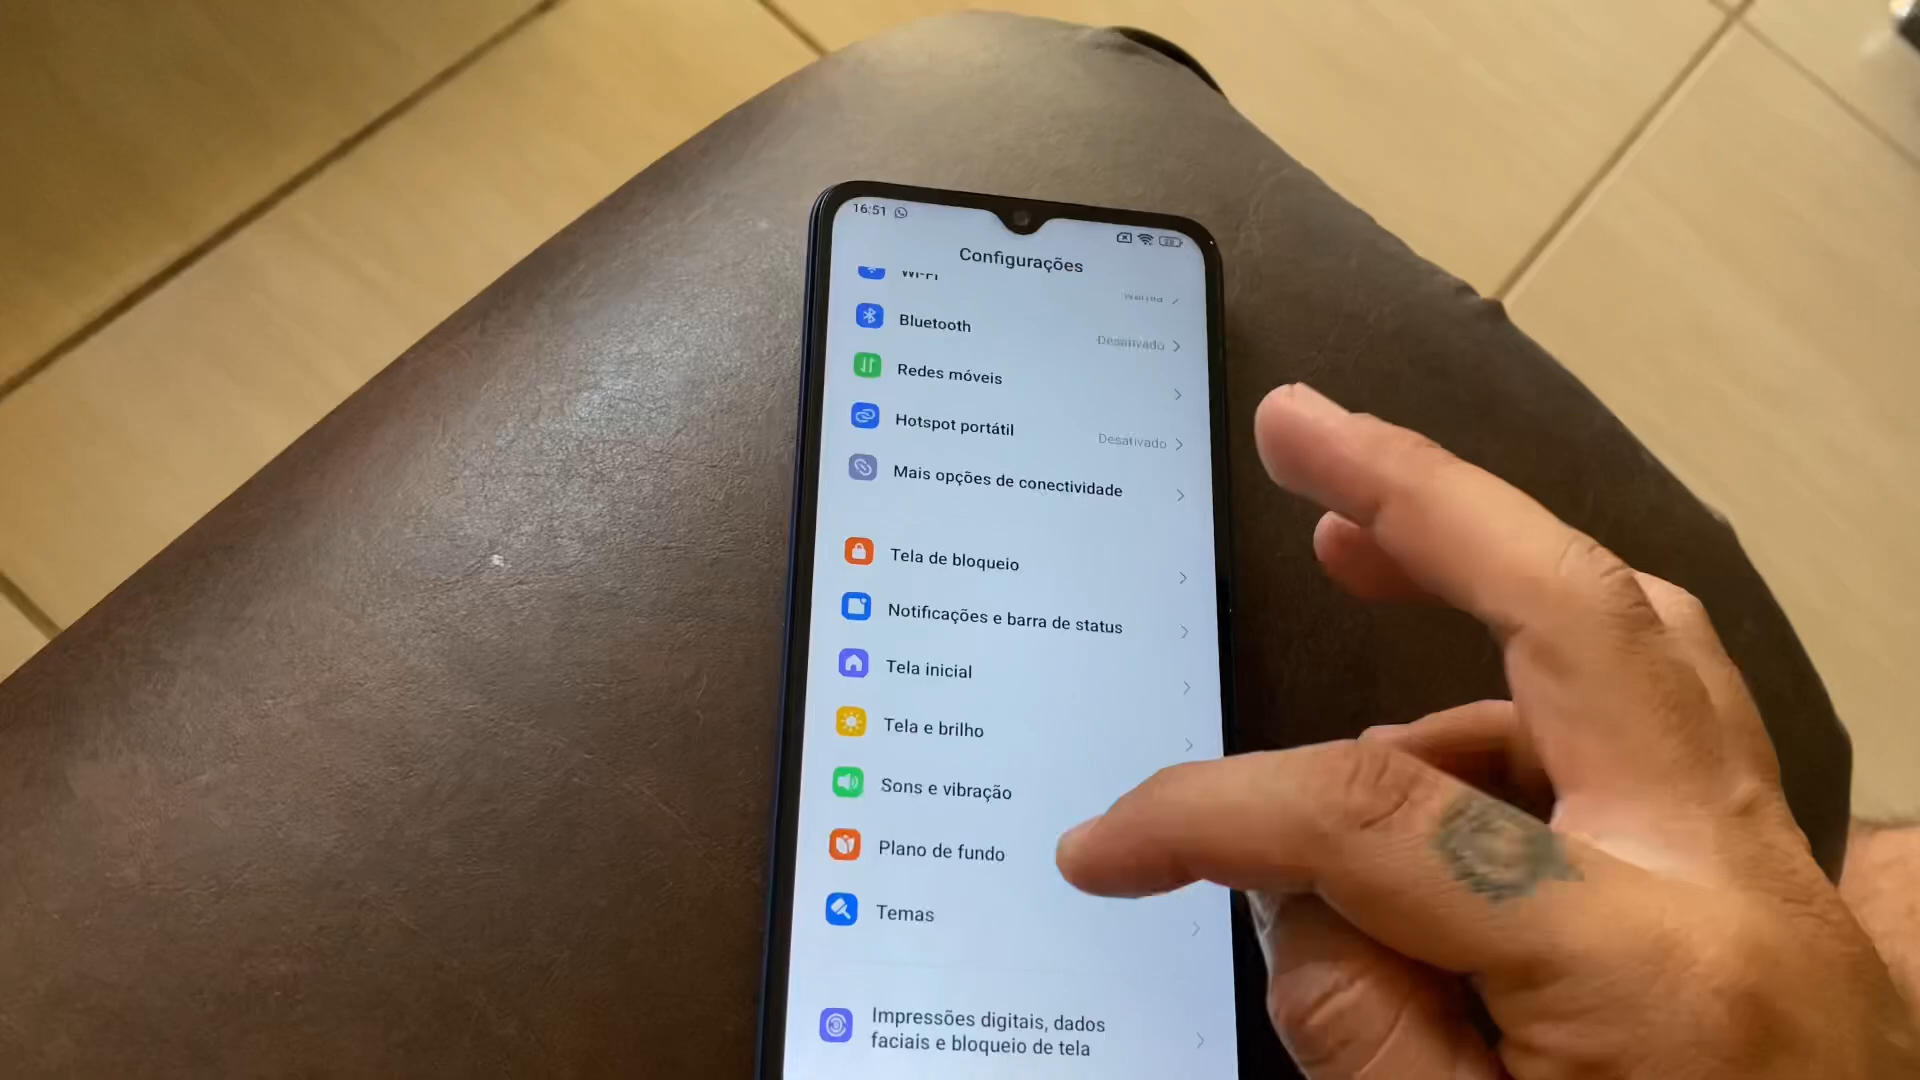 16:51
Configurações
Wi-Fi
Bluetooth
Desativado
Redes móveis
Hotspot portátil
Desativado
Mais opções de conectividade
Tela de bloqueio
Notificações e barra de status
Tela inicial
Tela e brilho
Sons e vibração
Plano de fundo
Temas
Impressões digitais, dados
faciais e bloqueio de tela